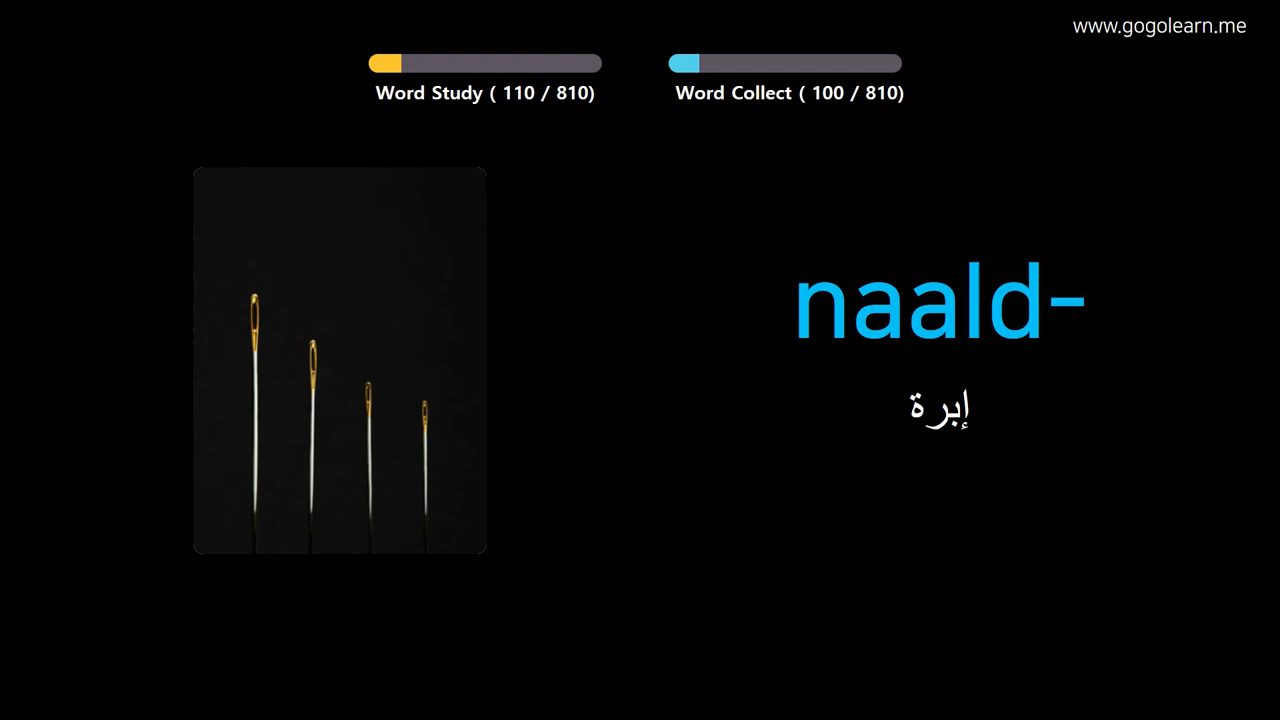 www.gogolearn.me
Word Study ( 110 / 810)
Word Collect ( 100 / 810)
naald-
إبرة